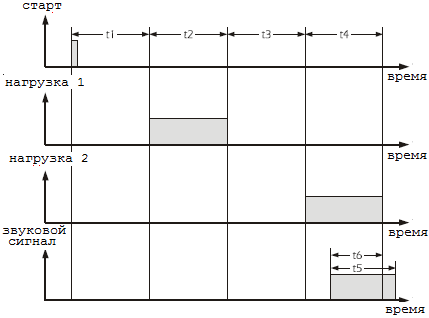 старт
t1 t2 t3 t4
время
нагрузка 1
время
нагрузка 2
время
звуковой
сигнал
t6
t5
время